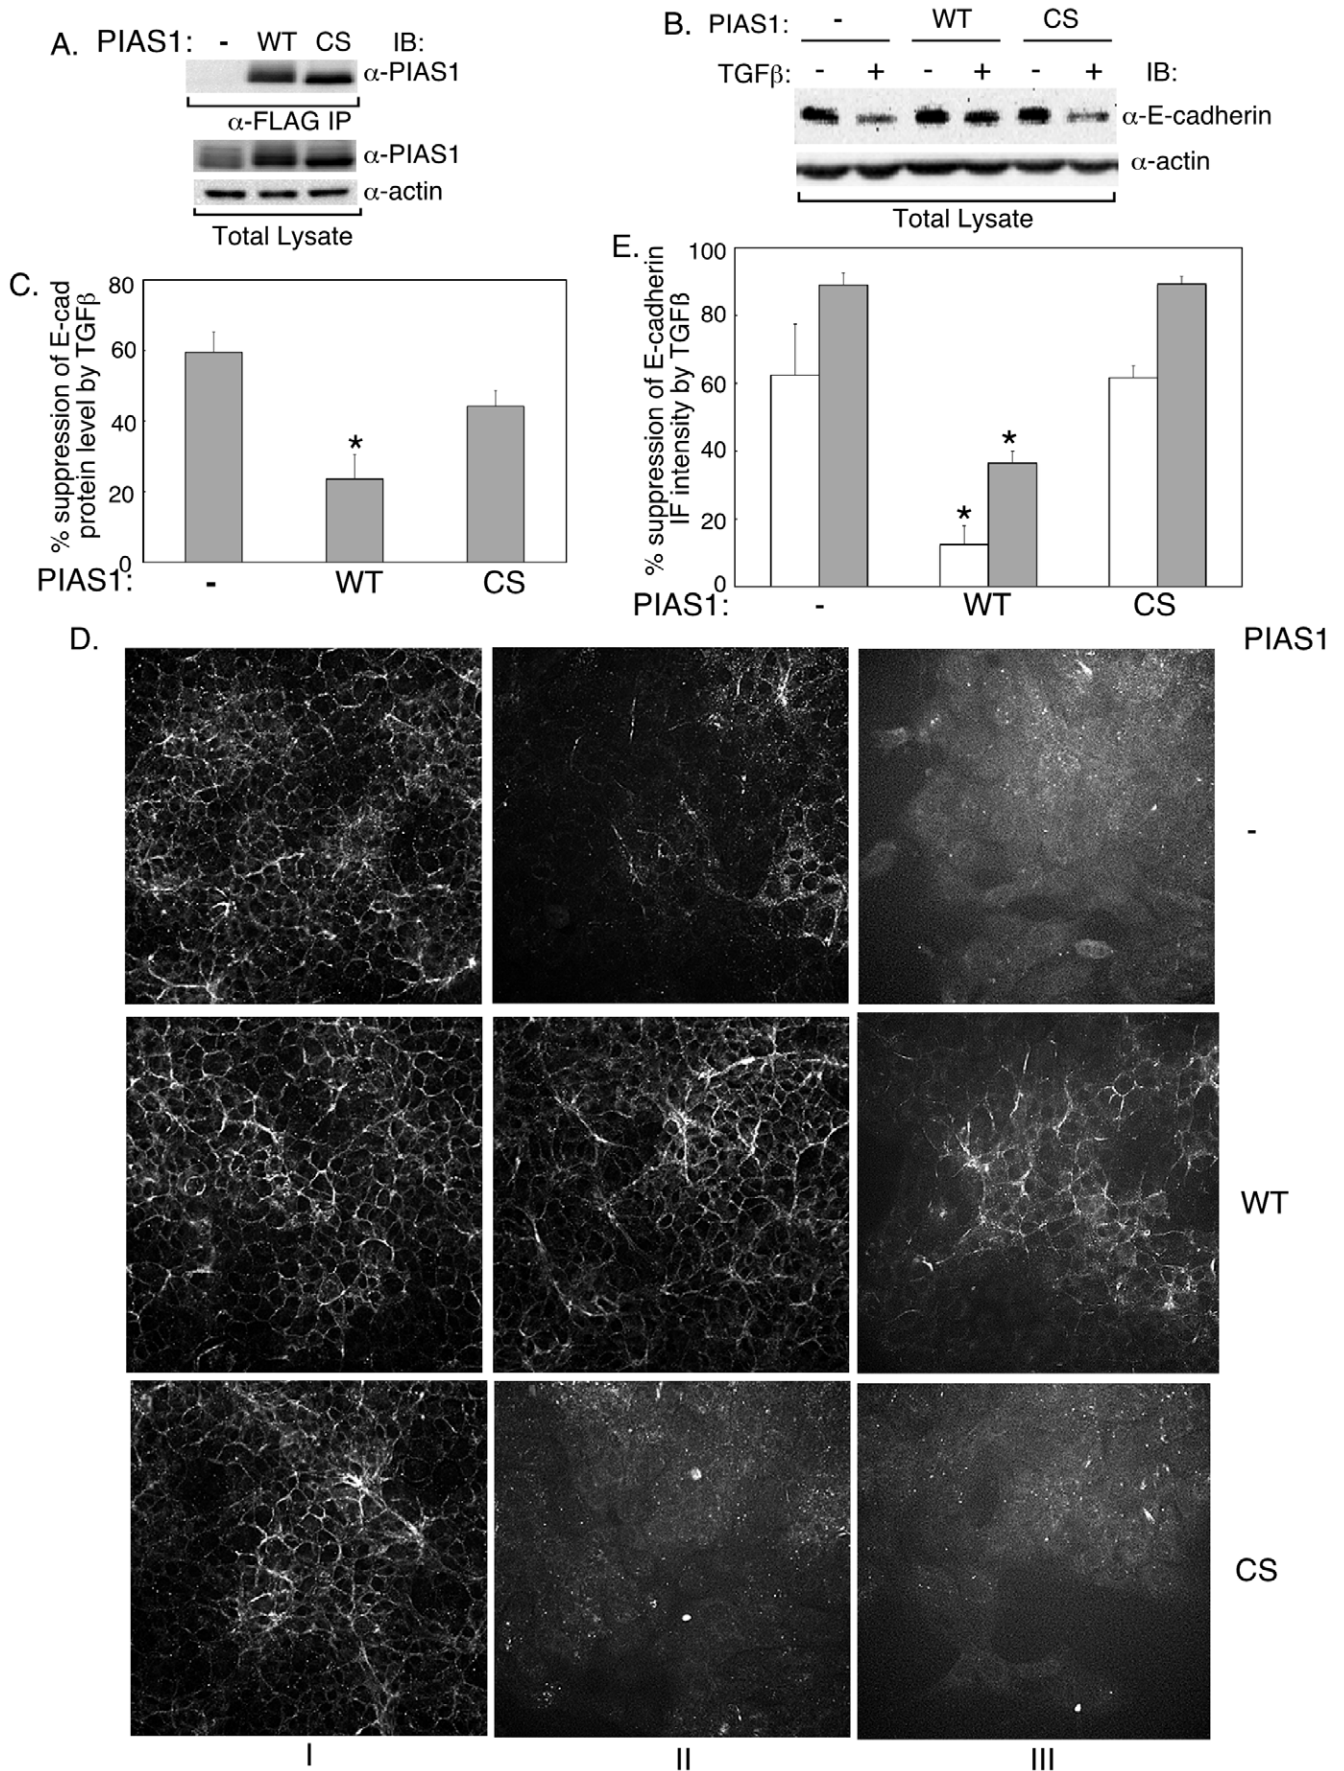 A. PIAS1: - WT CS IB:
α-PIAS1
α-FLAG IP
α-PIAS1
α-actin
Total Lysate
B. PIAS1: - WT CS
TGFβ: - + - + - + IB:
α-E-cadherin
α-actin
Total Lysate
C.
% suppression of E-cad
protein level by TGFβ
80
60
40
20
0
*
PIAS1: - WT CS
E.
% suppression of E-cadherin
IF intensity by TGFß
100
80
60
40
20
0
*
*
PIAS1: - WT CS
D.
PIAS1
-
WT
CS
I II III